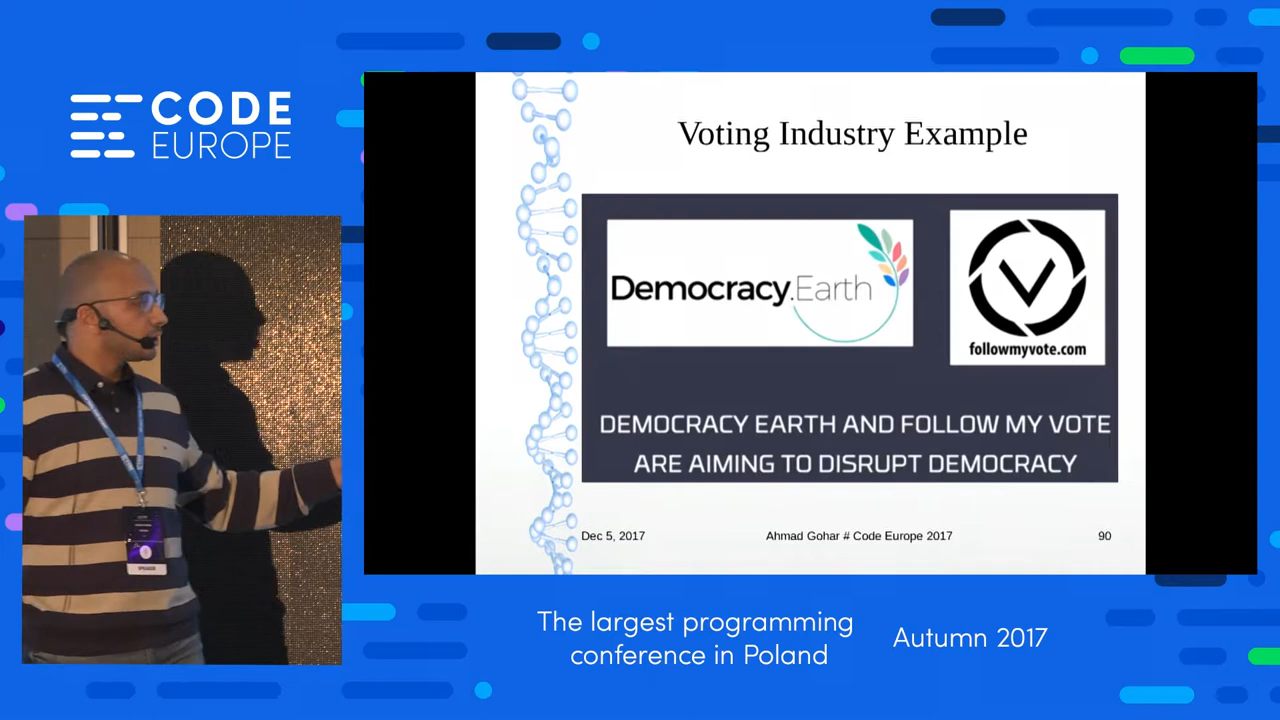 CODE
EUROPE
Voting Industry Example
Democracy.Earth
followmyvote.com
DEMOCRACY EARTH AND FOLLOW MY VOTE
ARE AIMING TO DISRUPT DEMOCRACY
Dec 5, 2017
Ahmad Gohar # Code Europe 2017
90
SPEAKER
The largest programming
conference in Poland
Autumn 2017